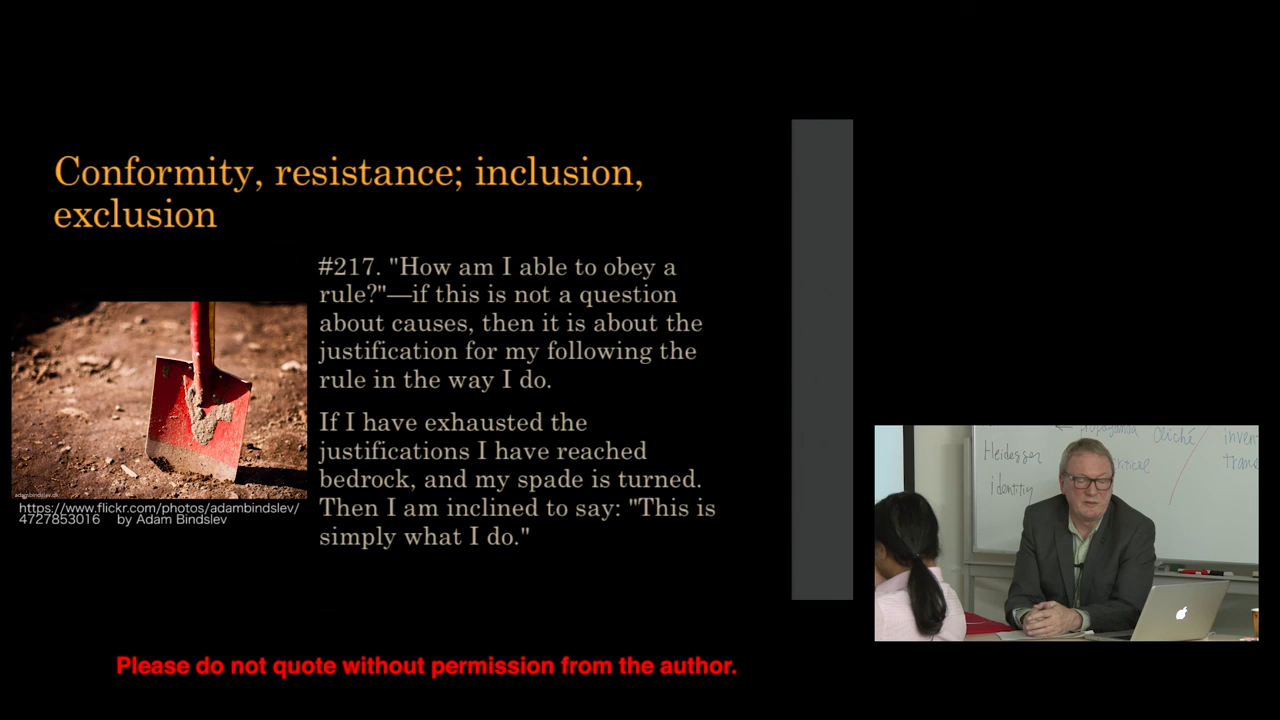 Conformity, resistance; inclusion,
exclusion
#217. "How am I able to obey a
rule?"—if this is not a question
about causes, then it is about the
justification for my following the
rule in the way I do.
If I have exhausted the
justifications I have reached
bedrock, and my spade is turned.
Then I am inclined to say: "This is
simply what I do."
adambindslev.dk
https://www.flickr.com/photos/adambindslev/
4727853016 by Adam Bindslev
Please do not quote without permission from the author.
← propaganda
Cliché
Heidegger
critical
identity